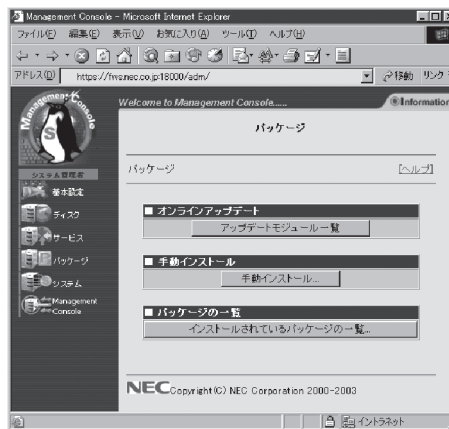 Management Console - Microsoft Internet Explorer
ファイル(F) 編集(E) 表示(V) お気に入り(A) ツール(T) ヘルプ(H)
アドレス(D) https://fws.nec.co.jp:18000/adm/ 移動 リンク
Management Console
S
Welcome to Management Console......
Information
パッケージ
システム管理者
基本設定
ディスク
サービス
パッケージ
システム
Management
Console
パッケージ [ヘルプ]
■ オンラインアップデート
アップデートモジュール一覧
■ 手動インストール
手動インストール...
■ パッケージの一覧
インストールされているパッケージの一覧...
NEC Copyright(C) NEC Corporation 2000-2003
イントラネット